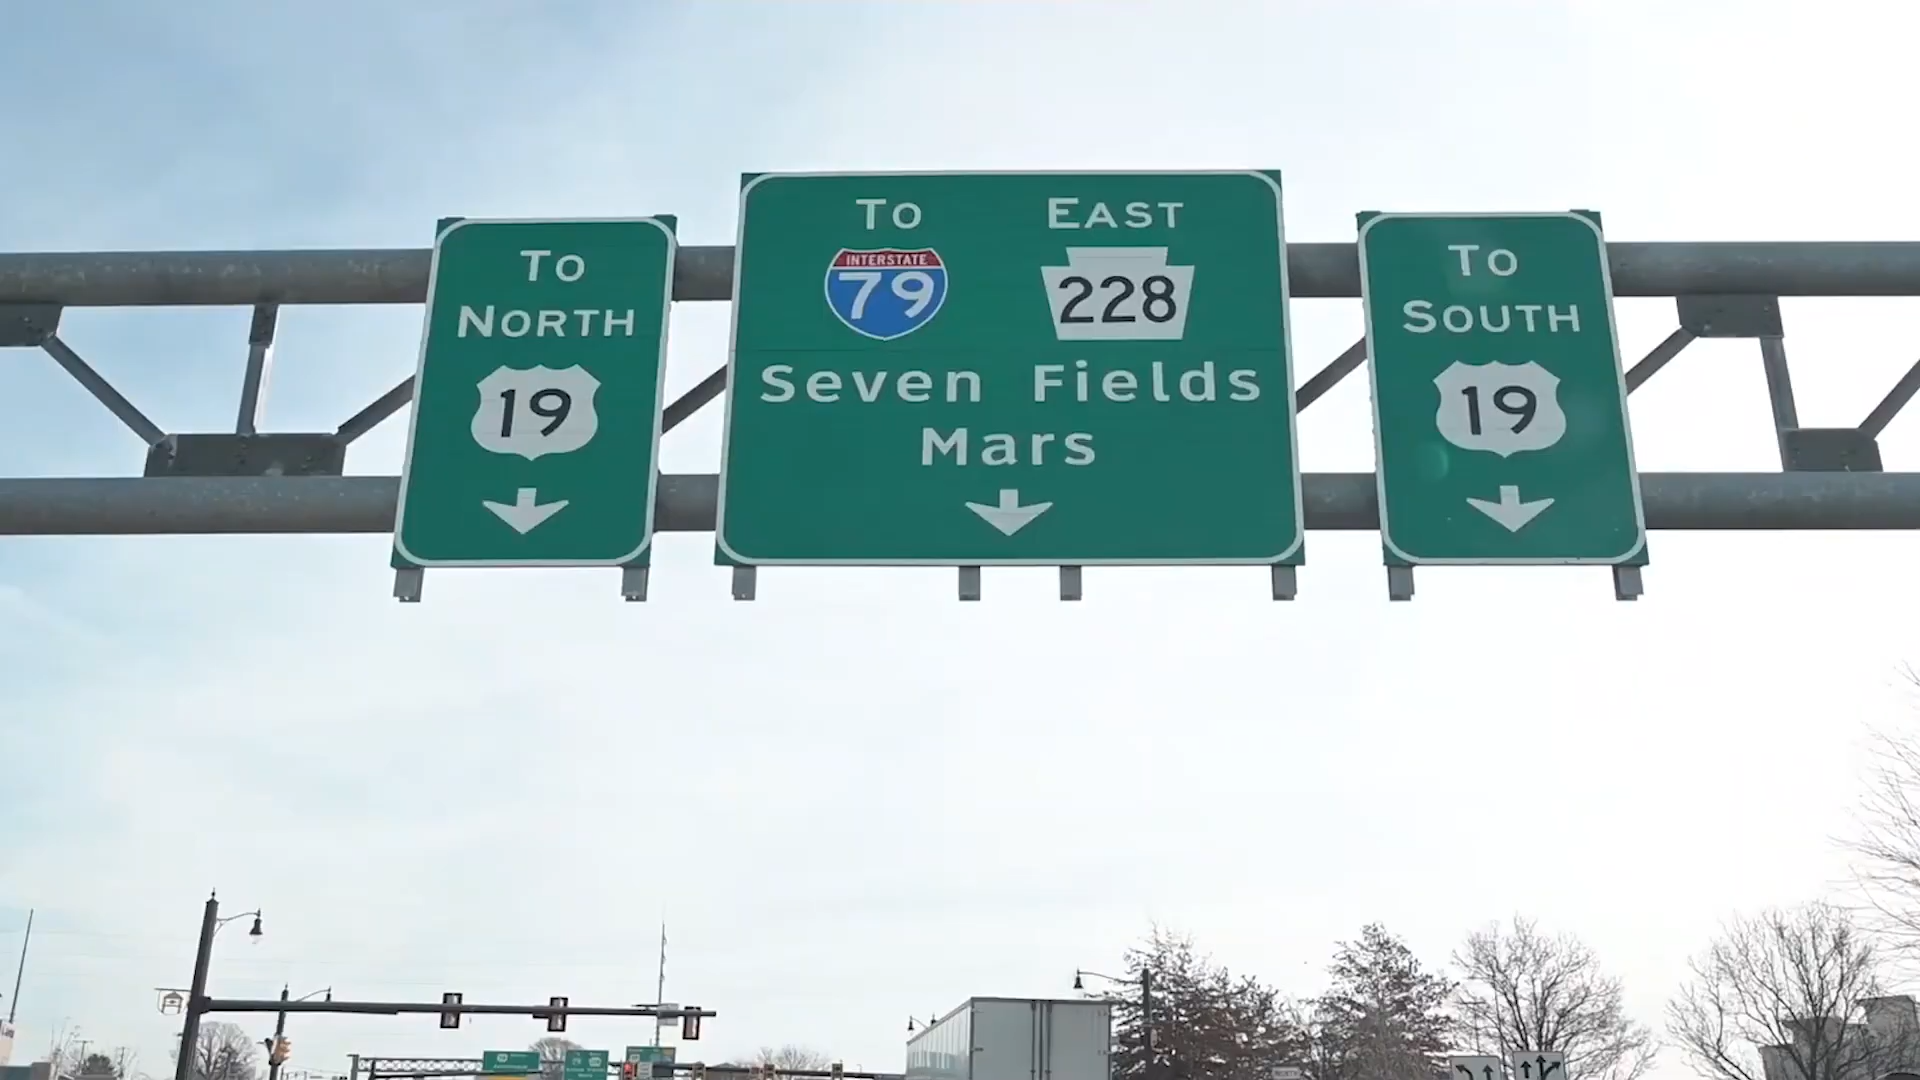 To
North
19
To East
INTERSTATE
79 228
Seven Fields
Mars
To
South
19